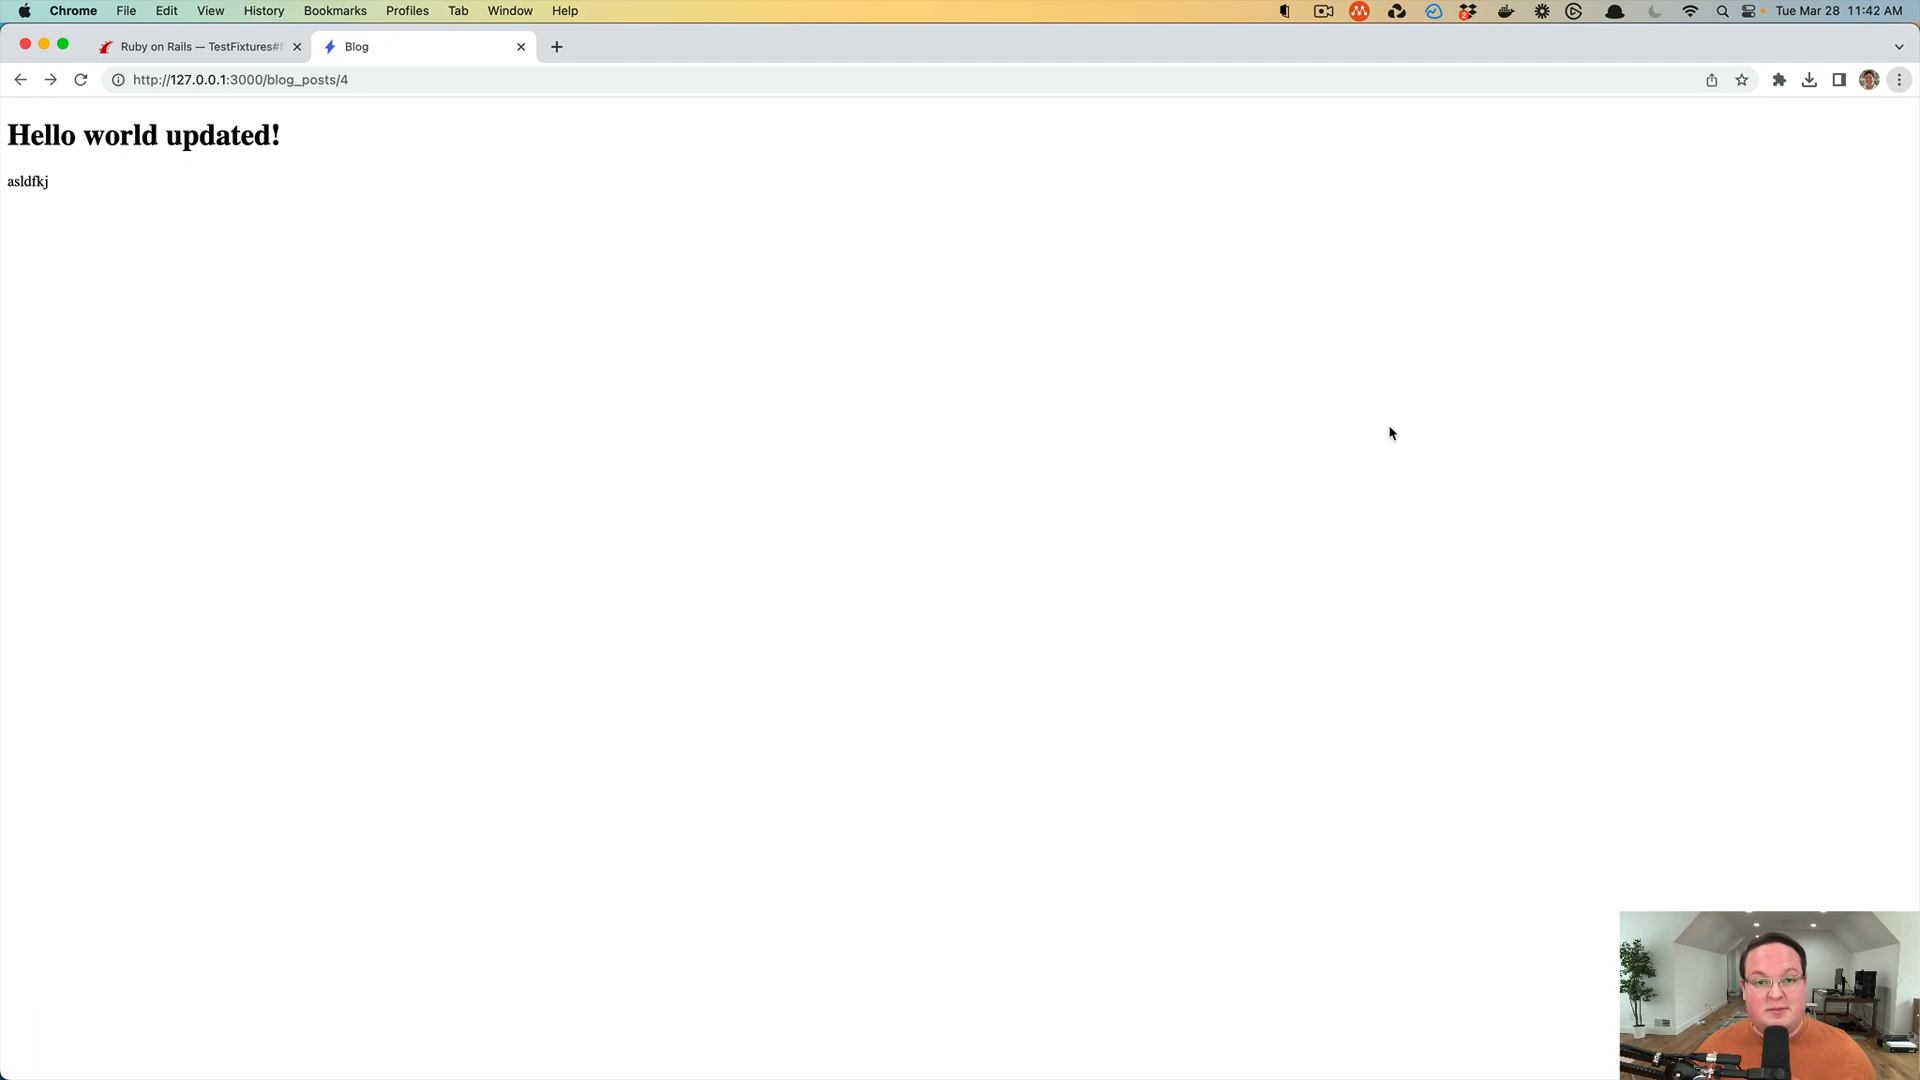 Chrome File Edit View History Bookmarks Profiles Tab Window Help Tue Mar 28 11:42 AM
Ruby on Rails — TestFixtures#f Blog
http://127.0.0.1:3000/blog_posts/4
Hello world updated!
asldfkj